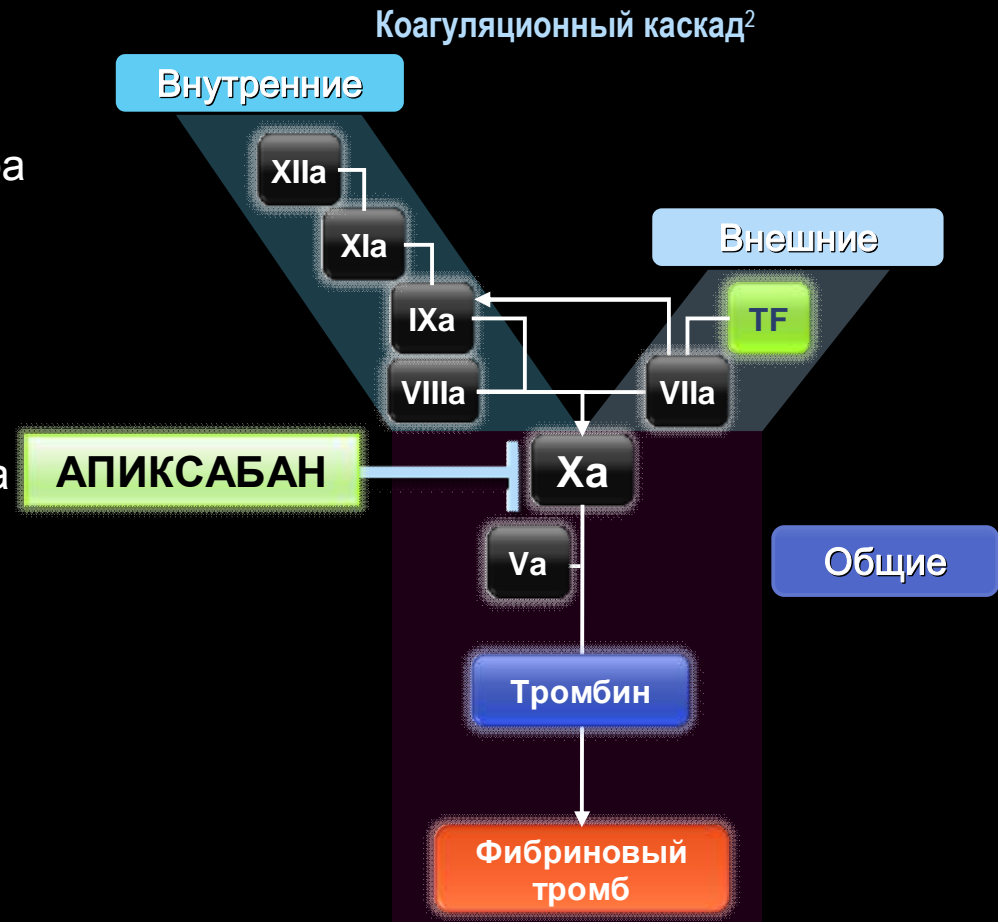 Коагуляционный каскад²
Внутренние
XIIa
XIa
Внешние
IXa
TF
VIIIa
VIIa
АПИКСАБАН
Xa
Va
Общие
Тромбин
Фибриновый
тромб